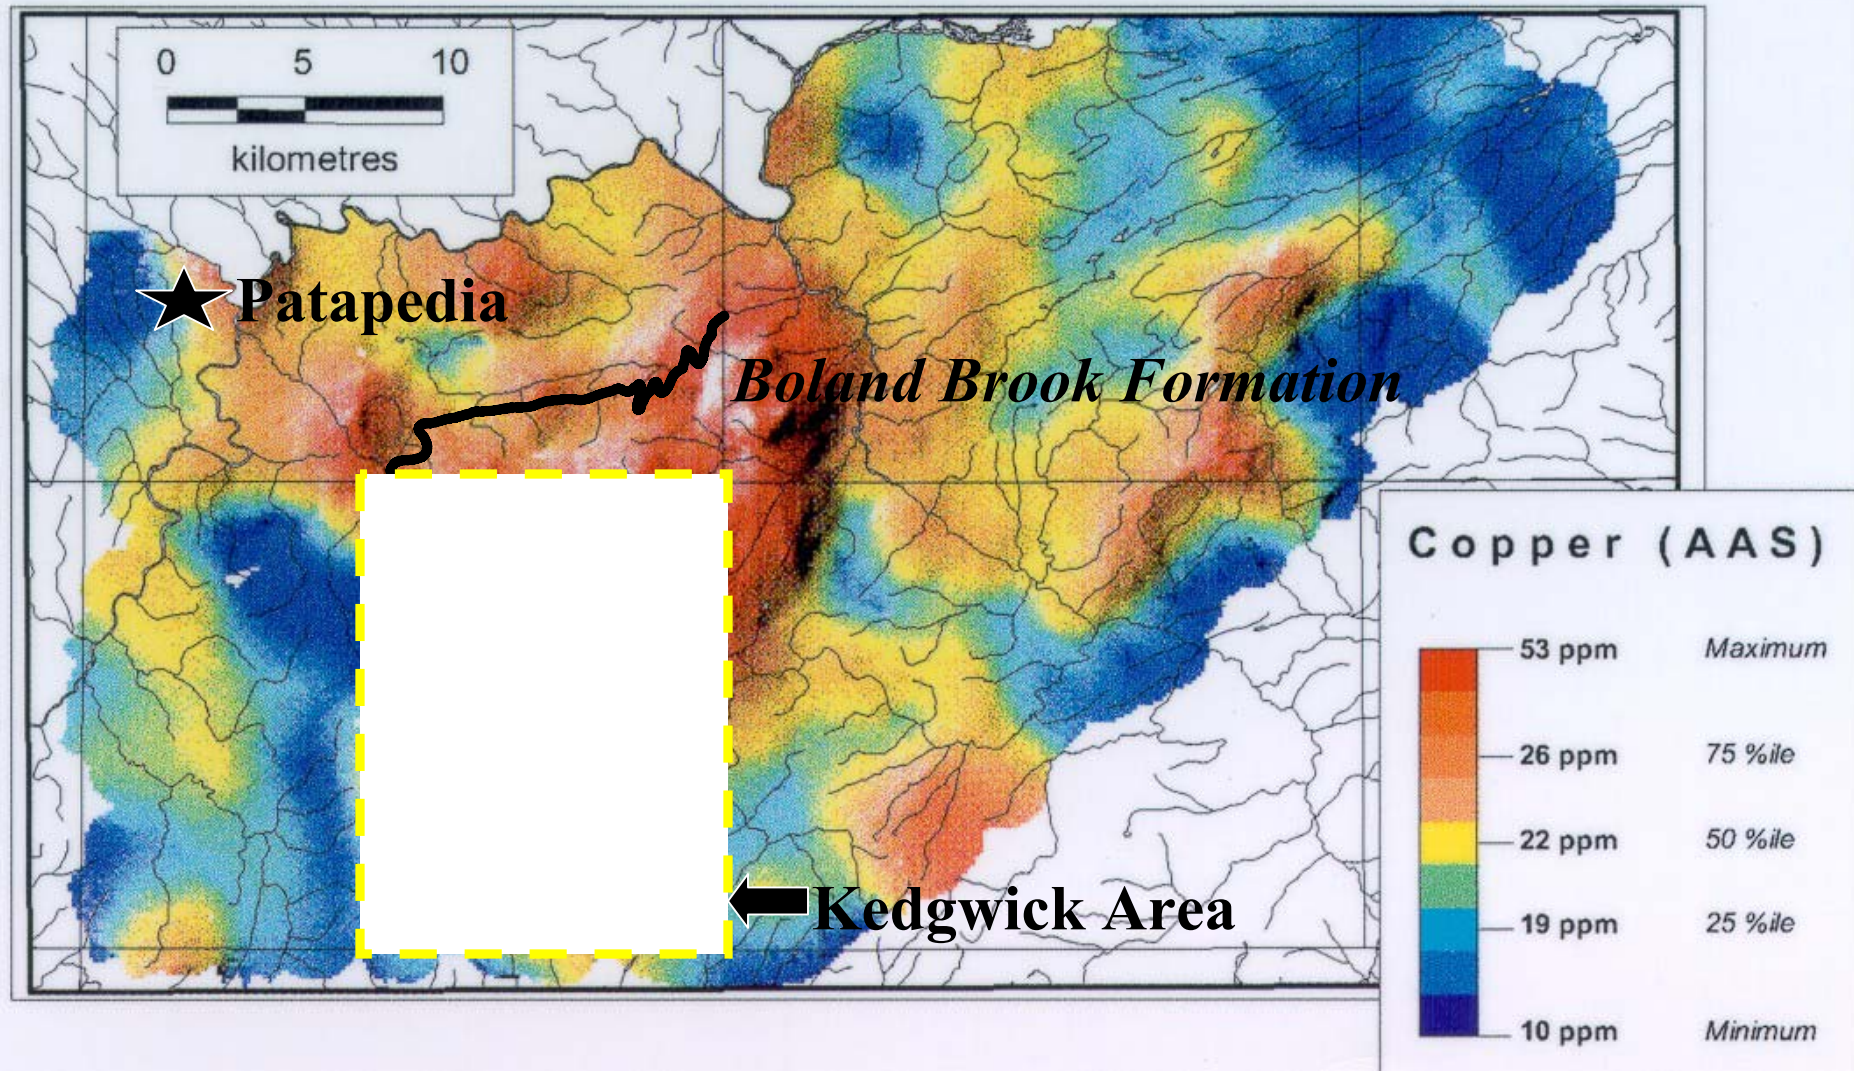 0 5 10
kilometres
Patapedia
Boland Brook Formation
Kedgwick Area
Copper (AAS)
53 ppm Maximum
26 ppm 75 %ile
22 ppm 50 %ile
19 ppm 25 %ile
10 ppm Minimum